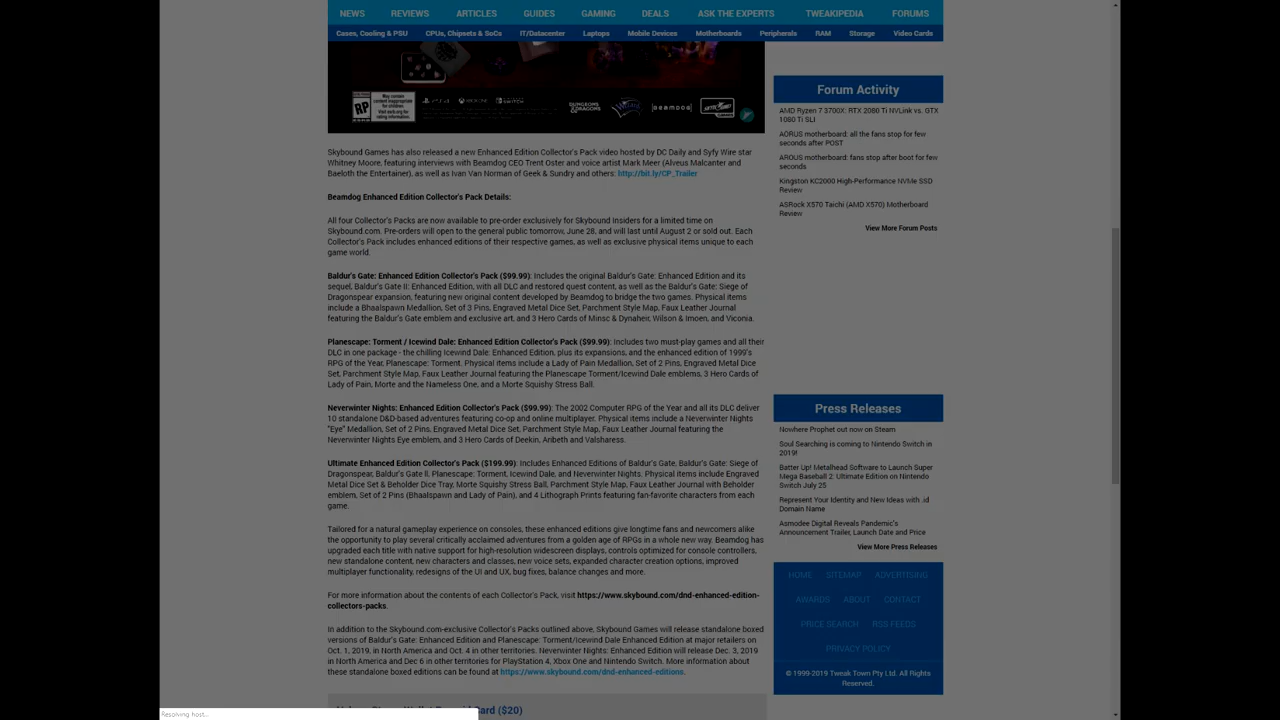 NEWS REVIEWS ARTICLES GUIDES GAMING DEALS ASK THE EXPERTS TWEAKIPEDIA FORUMS
Cases, Cooling & PSU CPUs, Chipsets & SoCs IT/Datacenter Laptops Mobile Devices Motherboards Peripherals RAM Storage Video Cards
RP May contain content inappropriate for children. Visit esrb.org for rating information. PS4 XBOX ONE SWITCH DUNGEONS & DRAGONS Beamdog SKYBOUND
Skybound Games has also released a new Enhanced Edition Collector's Pack video hosted by DC Daily and Syfy Wire star
Whitney Moore, featuring interviews with Beamdog CEO Trent Oster and voice artist Mark Meer (Alveus Malcanter and
Baeloth the Entertainer), as well as Ivan Van Norman of Geek & Sundry and others: http://bit.ly/CP_Trailer
Beamdog Enhanced Edition Collector's Pack Details:
All four Collector's Packs are now available to pre-order exclusively for Skybound Insiders for a limited time on
Skybound.com. Pre-orders will open to the general public tomorrow, June 28, and will last until August 2 or sold out. Each
Collector's Pack includes enhanced editions of their respective games, as well as exclusive physical items unique to each
game world.
Baldur's Gate: Enhanced Edition Collector's Pack ($99.99): Includes the original Baldur's Gate: Enhanced Edition and its
sequel, Baldur's Gate II: Enhanced Edition, with all DLC and restored quest content, as well as the Baldur's Gate: Siege of
Dragonspear expansion, featuring new original content developed by Beamdog to bridge the two games. Physical items
include a Bhaalspawn Medallion, Set of 3 Pins, Engraved Metal Dice Set, Parchment Style Map, Faux Leather Journal
featuring the Baldur's Gate emblem and exclusive art, and 3 Hero Cards of Minsc & Dynaheir, Wilson & Imoen, and Viconia.
Planescape: Torment / Icewind Dale: Enhanced Edition Collector's Pack ($99.99): Includes two must-play games and all their
DLC in one package - the chilling Icewind Dale: Enhanced Edition, plus its expansions, and the enhanced edition of 1999's
RPG of the Year, Planescape: Torment. Physical items include a Lady of Pain Medallion, Set of 2 Pins, Engraved Metal Dice
Set, Parchment Style Map, Faux Leather Journal featuring the Planescape Torment/Icewind Dale emblems, 3 Hero Cards of
Lady of Pain, Morte and the Nameless One, and a Morte Squishy Stress Ball.
Neverwinter Nights: Enhanced Edition Collector's Pack ($99.99): The 2002 Computer RPG of the Year and all its DLC deliver
10 standalone D&D-based adventures featuring co-op and online multiplayer. Physical items include a Neverwinter Nights
"Eye" Medallion, Set of 2 Pins, Engraved Metal Dice Set, Parchment Style Map, Faux Leather Journal featuring the
Neverwinter Nights Eye emblem, and 3 Hero Cards of Deekin, Aribeth and Valsharess.
Ultimate Enhanced Edition Collector's Pack ($199.99): Includes Enhanced Editions of Baldur's Gate, Baldur's Gate: Siege of
Dragonspear, Baldur's Gate II, Planescape: Torment, Icewind Dale, and Neverwinter Nights. Physical items include Engraved
Metal Dice Set & Beholder Dice Tray, Morte Squishy Stress Ball, Parchment Style Map, Faux Leather Journal with Beholder
emblem, Set of 2 Pins (Bhaalspawn and Lady of Pain), and 4 Lithograph Prints featuring fan-favorite characters from each
game.
Tailored for a natural gameplay experience on consoles, these enhanced editions give longtime fans and newcomers alike
the opportunity to play several critically acclaimed adventures from a golden age of RPGs in a whole new way. Beamdog has
upgraded each title with native support for high-resolution widescreen displays, controls optimized for console controllers,
new standalone content, new characters and classes, new voice sets, expanded character creation options, improved
multiplayer functionality, redesigns of the UI and UX, bug fixes, balance changes and more.
For more information about the contents of each Collector's Pack, visit https://www.skybound.com/dnd-enhanced-edition-
collectors-packs.
In addition to the Skybound.com-exclusive Collector's Packs outlined above, Skybound Games will release standalone boxed
versions of Baldur's Gate: Enhanced Edition and Planescape: Torment/Icewind Dale Enhanced Edition at major retailers on
Oct. 1, 2019, in North America and Oct. 4 in other territories. Neverwinter Nights: Enhanced Edition will release Dec. 3, 2019
in North America and Dec 6 in other territories for PlayStation 4, Xbox One and Nintendo Switch. More information about
these standalone boxed editions can be found at https://www.skybound.com/dnd-enhanced-editions.
Card ($20)
Resolving host...
Forum Activity
AMD Ryzen 7 3700X: RTX 2080 Ti NVLink vs. GTX
1080 Ti SLI
AORUS motherboard: all the fans stop for few
seconds after POST
AROUS motherboard: fans stop after boot for few
seconds
Kingston KC2000 High-Performance NVMe SSD
Review
ASRock X570 Taichi (AMD X570) Motherboard
Review
View More Forum Posts
Press Releases
Nowhere Prophet out now on Steam
Soul Searching is coming to Nintendo Switch in
2019!
Batter Up! Metalhead Software to Launch Super
Mega Baseball 2: Ultimate Edition on Nintendo
Switch July 25
Represent Your Identity and New Ideas with .id
Domain Name
Asmodee Digital Reveals Pandemic's
Announcement Trailer, Launch Date and Price
View More Press Releases
HOME SITEMAP ADVERTISING
AWARDS ABOUT CONTACT
PRICE SEARCH RSS FEEDS
PRIVACY POLICY
© 1999-2019 Tweak Town Pty Ltd. All Rights
Reserved.